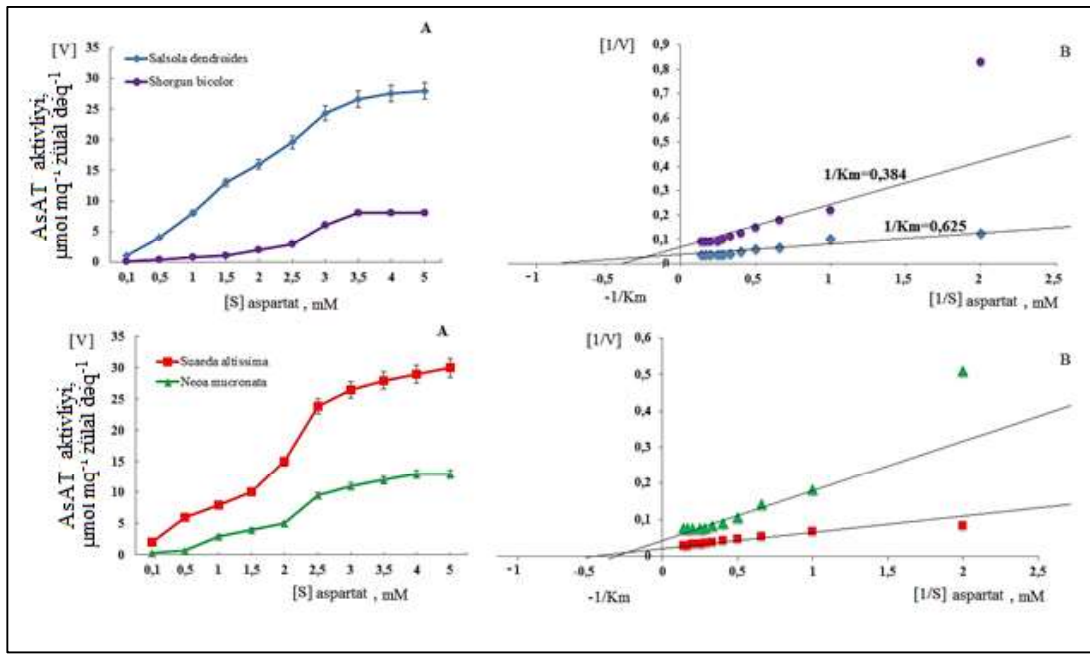 A
[V]
35
30
25
20
15
10
5
0
Salsola dendroides
Shorgun bicolor
AsAT aktivliyi,
µmol mq⁻¹ zülal dəq⁻¹
0,1 0,5 1 1,5 2 2,5 3 3,5 4 5
[S] aspartat , mM
[1/V]
B
0,9
0,8
0,7
0,6
0,5
0,4
0,3
0,2
0,1
0
1/Km=0,384
1/Km=0,625
-1 -0,5 0 0,5 1 1,5 2 2,5
-1/Km
[1/S] aspartat , mM
A
[V]
35
30
25
20
15
10
5
0
Suaeda altissima
Noea mucronata
AsAT aktivliyi,
µmol mq⁻¹ zülal dəq⁻¹
0,1 0,5 1 1,5 2 2,5 3 3,5 4 5
[S] aspartat , mM
[1/V]
B
0,6
0,5
0,4
0,3
0,2
0,1
0
-1 -0,5 0 0,5 1 1,5 2 2,5
-1/Km
[1/S] aspartat , mM